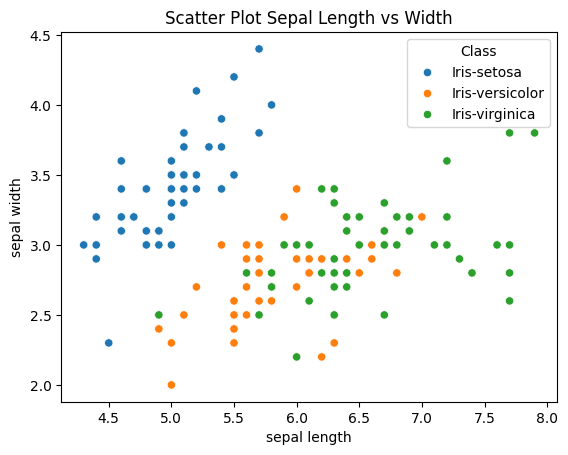 Scatter Plot Sepal Length vs Width
4.5
4.0
3.5
3.0
2.5
2.0
sepal width
Class
Iris-setosa
Iris-versicolor
Iris-virginica
4.5 5.0 5.5 6.0 6.5 7.0 7.5 8.0
sepal length